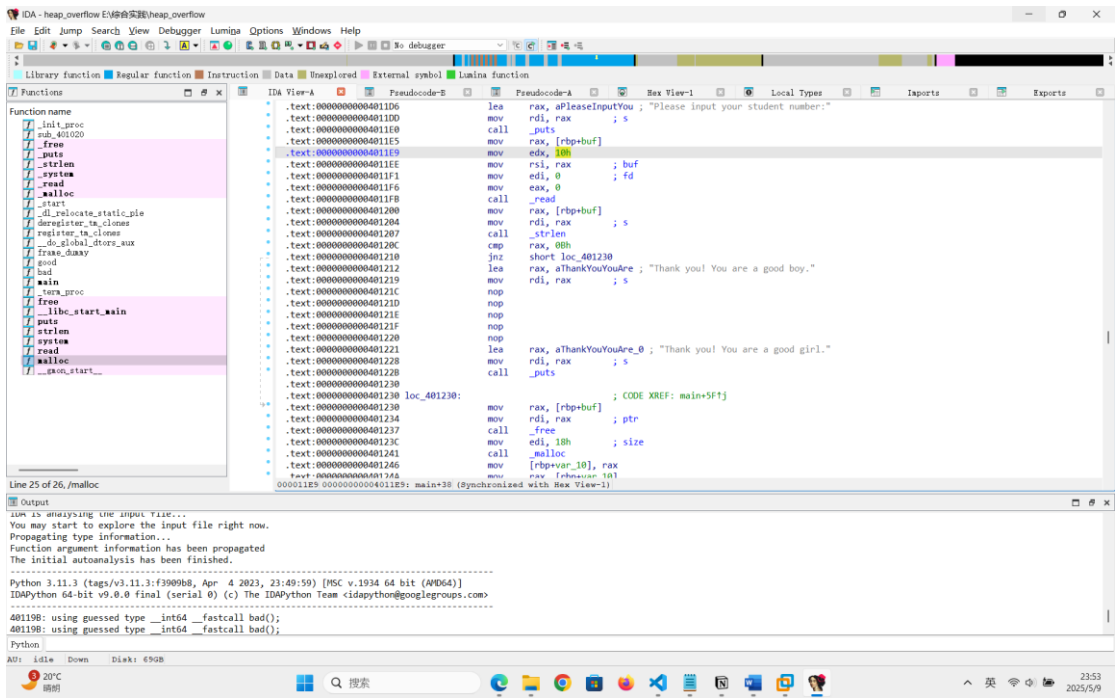 IDA - heap_overflow E:\综合实践\heap_overflow
File Edit Jump Search View Debugger Lumina Options Windows Help
No debugger
Library function Regular function Instruction Data Unexplored External symbol Lumina function
Functions
IDA View-A Pseudocode-B Pseudocode-A Hex View-1 Local Types Imports Exports
Function name
_init_proc
sub_401020
_free
_puts
_strlen
_system
_read
_malloc
_start
_dl_relocate_static_pie
deregister_tm_clones
register_tm_clones
__do_global_dtors_aux
frame_dummy
good
bad
main
_term_proc
free
__libc_start_main
puts
strlen
system
read
malloc
__gmon_start__
Line 25 of 26, /malloc
.text:00000000004011D6 lea rax, aPleaseInputYou ; "Please input your student number:"
.text:00000000004011DD mov rdi, rax ; s
.text:00000000004011E0 call _puts
.text:00000000004011E5 mov rax, [rbp+buf]
.text:00000000004011E9 mov edx, 10h
.text:00000000004011EE mov rsi, rax ; buf
.text:00000000004011F1 mov edi, 0 ; fd
.text:00000000004011F6 mov eax, 0
.text:00000000004011FB call _read
.text:0000000000401200 mov rax, [rbp+buf]
.text:0000000000401204 mov rdi, rax ; s
.text:0000000000401207 call _strlen
.text:000000000040120C cmp rax, 0Bh
.text:0000000000401210 jnz short loc_401230
.text:0000000000401212 lea rax, aThankYouYouAre ; "Thank you! You are a good boy."
.text:0000000000401219 mov rdi, rax ; s
.text:000000000040121C nop
.text:000000000040121D nop
.text:000000000040121E nop
.text:000000000040121F nop
.text:0000000000401220 nop
.text:0000000000401221 lea rax, aThankYouYouAre_0 ; "Thank you! You are a good girl."
.text:0000000000401228 mov rdi, rax ; s
.text:000000000040122B call _puts
.text:0000000000401230
.text:0000000000401230 loc_401230: ; CODE XREF: main+5F↑j
.text:0000000000401230 mov rax, [rbp+buf]
.text:0000000000401234 mov rdi, rax ; ptr
.text:0000000000401237 call _free
.text:000000000040123C mov edi, 18h ; size
.text:0000000000401241 call _malloc
.text:0000000000401246 mov [rbp+var_10], rax
.text:000000000040124A mov rax, [rbp+var_10]
000011E9 00000000004011E9: main+38 (Synchronized with Hex View-1)
Output
IDA is analysing the input file...
You may start to explore the input file right now.
Propagating type information...
Function argument information has been propagated
The initial autoanalysis has been finished.
Python 3.11.3 (tags/v3.11.3:f3909b8, Apr 4 2023, 23:49:59) [MSC v.1934 64 bit (AMD64)]
IDAPython 64-bit v9.0.0 final (serial 0) (c) The IDAPython Team <idapython@googlegroups.com>
40119B: using guessed type __int64 __fastcall bad();
40119B: using guessed type __int64 __fastcall bad();
Python
AU: idle Down Disk: 69GB
3 20°C
晴朗
搜索
英
23:53
2025/5/9